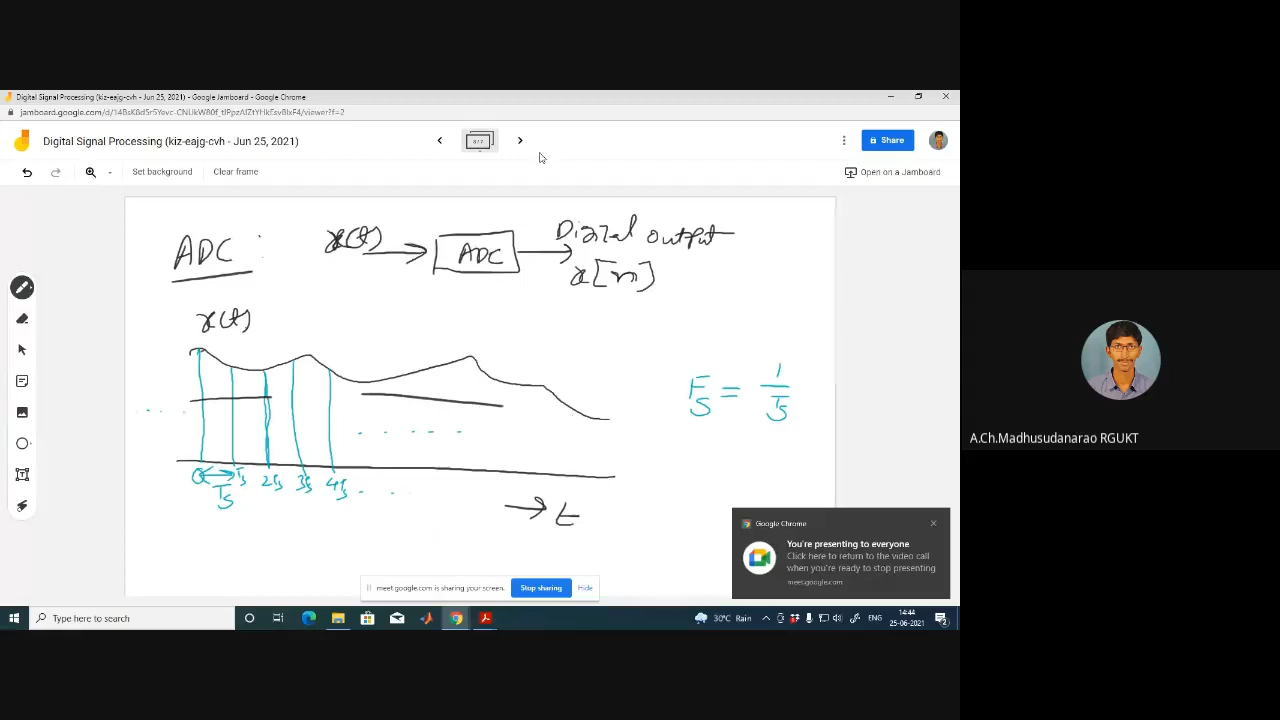 Digital Signal Processing (kiz-eajg-cvh - Jun 25, 2021) - Google Jamboard - Google Chrome
Digital Signal Processing (kiz-eajg-cvh - Jun 25, 2021)
Share
Set background
Clear frame
Open on a Jamboard
ADC :
x(t)
ADC
Digital output
x[n]
x(t)
Fs = 1/Ts
0 Ts 2Ts 3Ts 4Ts . . .
Ts
t
A.Ch.Madhusudanarao RGUKT
Google Chrome
You're presenting to everyone
Click here to return to the video call
when you're ready to stop presenting
meet.google.com
meet.google.com is sharing your screen.
Stop sharing
Hide
Type here to search
30°C Rain
ENG
14:44
25-06-2021